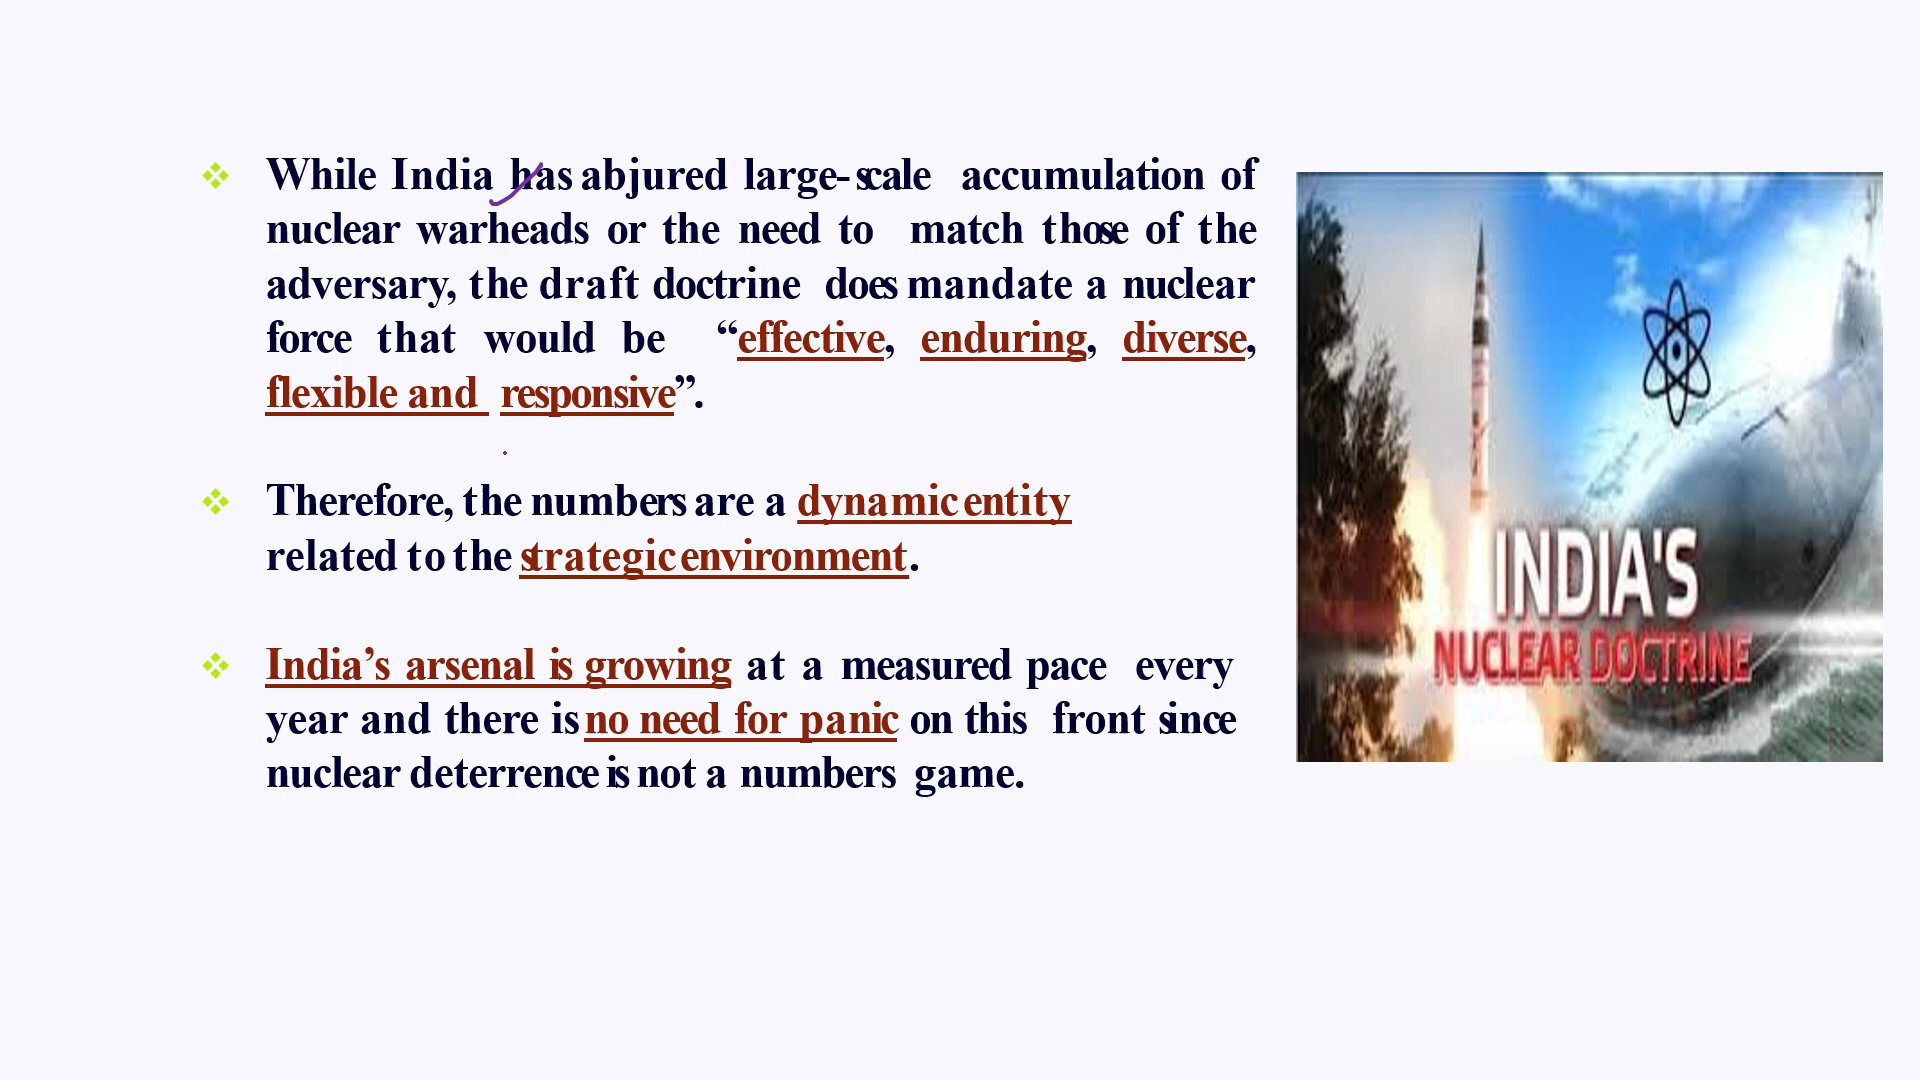 While India has abjured large-scale accumulation of
nuclear warheads or the need to match those of the
adversary, the draft doctrine does mandate a nuclear
force that would be “effective, enduring, diverse,
flexible and responsive”.
Therefore, the numbers are a dynamic entity
related to the strategic environment.
India’s arsenal is growing at a measured pace every
year and there is no need for panic on this front since
nuclear deterrence is not a numbers game.
INDIA'S
NUCLEAR DOCTRINE